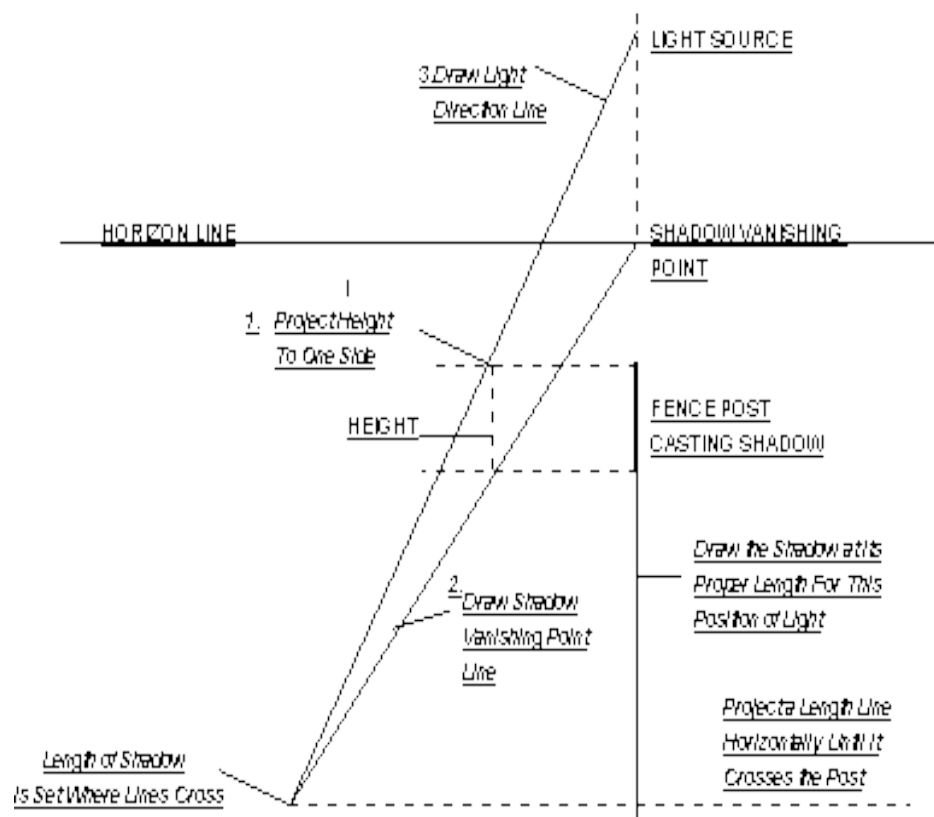 LIGHT SOURCE
3.Draw Light
Direction Line
HORIZON LINE
SHADOW VANISHING
POINT
1. Project Height
To One Side
HEIGHT
FENCE POST
CASTING SHADOW
Draw the Shadow at Its
Proper Length For This
Position of Light
2.
Draw Shadow
Vanishing Point
Line
Project a Length Line
Horizontally Until It
Crosses the Post
Length of Shadow
Is Set Where Lines Cross